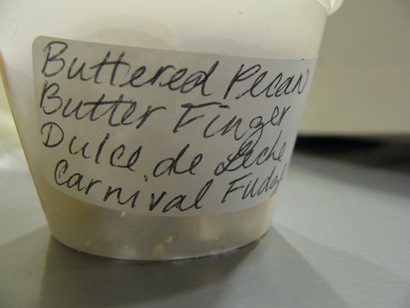 Buttered Pecan
Butter Finger
Dulce de Leche
Carnival Fudge